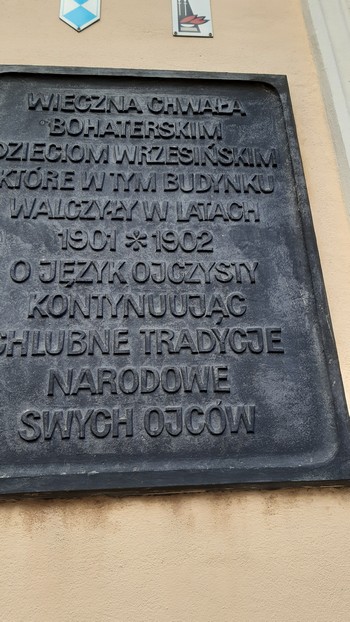 WIECZNA CHWAŁA
BOHATERSKIM
DZIECIOM WRZESIŃSKIM
KTÓRE W TYM BUDYNKU
WALCZYŁY W LATACH
1901 * 1902
O JĘZYK OJCZYSTY
KONTYNUUJĄC
CHLUBNE TRADYCJE
NARODOWE
SWYCH OJCÓW